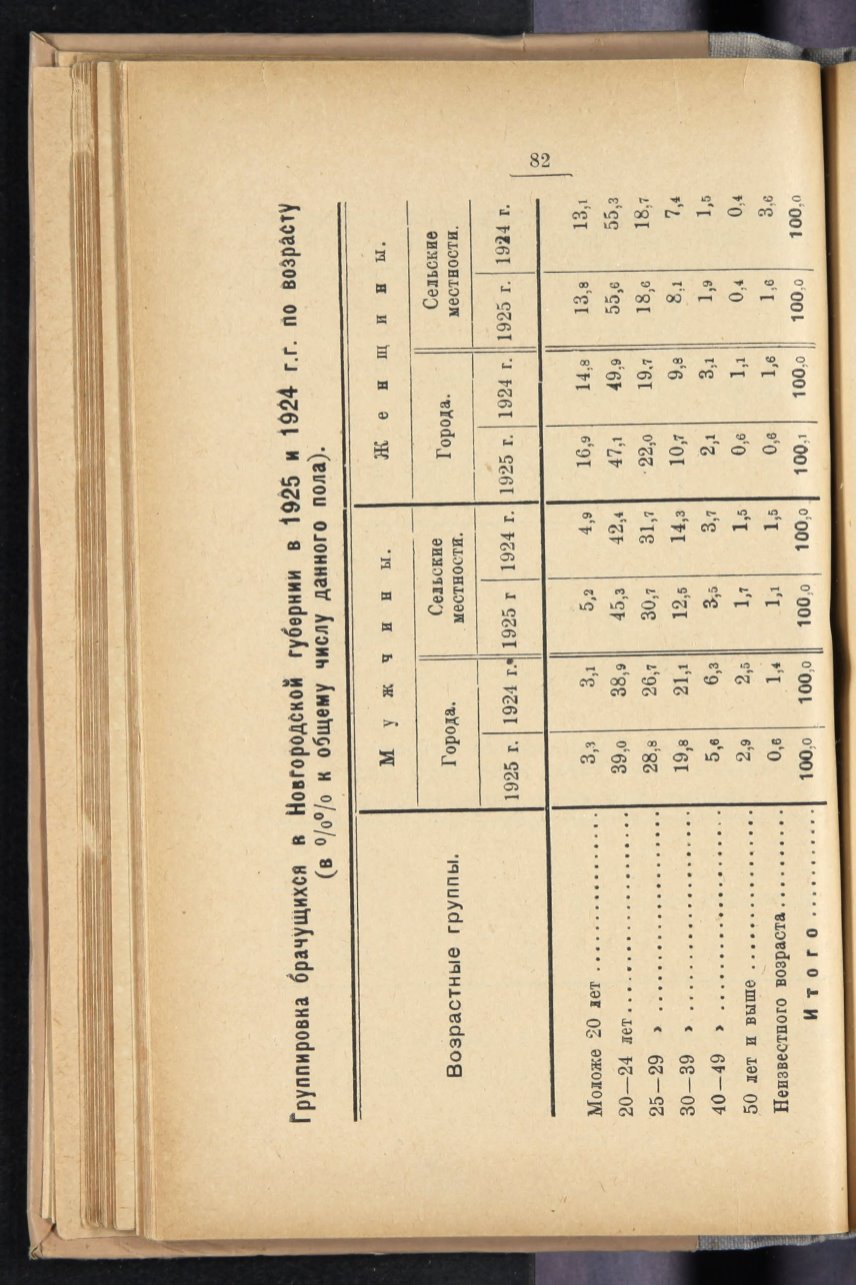 82
Группировка брачущихся в Новгородской губернии в 1925 и 1924 г.г. по возрасту
(в %% к общему числу данного пола).
Возрастные группы. Мужчины. Женщины.
Города. Сельские местности. Города. Сельские местности.
1925 г. 1924 г. 1925 г 1924 г. 1925 г. 1924 г. 1925 г. 1924 г.
Моложе 20 лет 3,3 3,1 5,2 4,9 16,9 14,8 13,8 13,1
20—24 лет 39,0 38,9 45,3 42,4 47,1 49,9 55,6 55,3
25—29 » 28,8 26,7 30,7 31,7 22,0 19,7 18,6 18,7
30—39 » 19,8 21,1 12,5 14,3 10,7 9,8 8,1 7,4
40—49 » 5,6 6,3 3,5 3,7 2,1 3,1 1,9 1,5
50 лет и выше 2,9 2,5 1,7 1,5 0,6 1,1 0,4 0,4
Неизвестного возраста 0,6 1,4 1,1 1,5 0,6 1,6 1,6 3,6
Итого 100,0 100,0 100,0 100,0 100,1 100,0 100,0 100,0